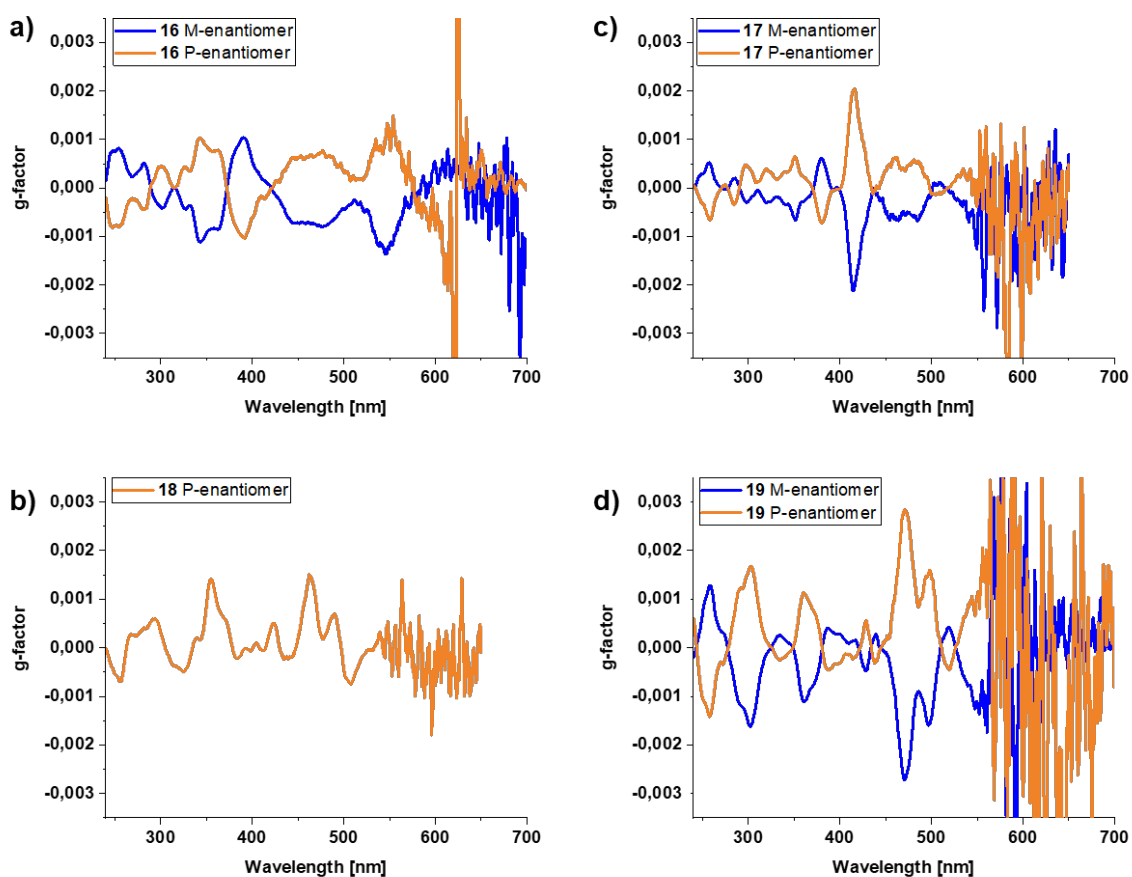 a)
16 M-enantiomer
16 P-enantiomer
g-factor
0,003
0,002
0,001
0,000
-0,001
-0,002
-0,003
300 400 500 600 700
Wavelength [nm]
c)
17 M-enantiomer
17 P-enantiomer
g-factor
0,003
0,002
0,001
0,000
-0,001
-0,002
-0,003
300 400 500 600 700
Wavelength [nm]
b)
18 P-enantiomer
g-factor
0,003
0,002
0,001
0,000
-0,001
-0,002
-0,003
300 400 500 600 700
Wavelength [nm]
d)
19 M-enantiomer
19 P-enantiomer
g-factor
0,003
0,002
0,001
0,000
-0,001
-0,002
-0,003
300 400 500 600 700
Wavelength [nm]